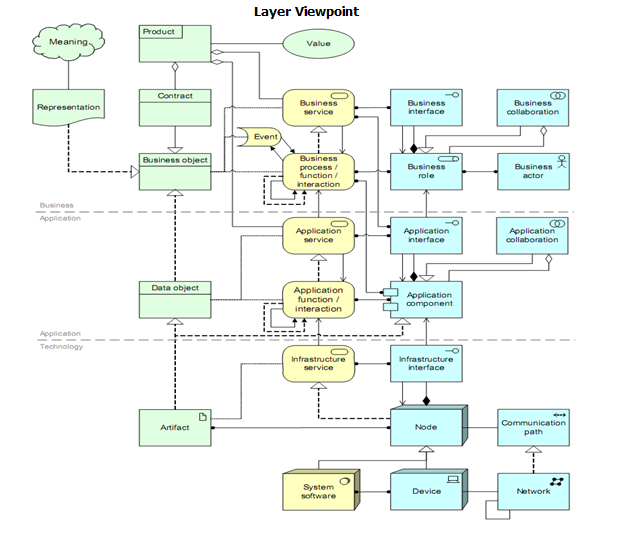 Layer Viewpoint
Meaning
Product
Value
Representation
Contract
Business
service
Business
interface
Business
collaboration
Event
Business object
Business
process /
function /
interaction
Business
role
Business
actor
Business
Application
Application
service
Application
interface
Application
collaboration
Data object
Application
function /
interaction
Application
component
Application
Technology
Infrastructure
service
Infrastructure
interface
Artifact
Node
Communication
path
System
software
Device
Network